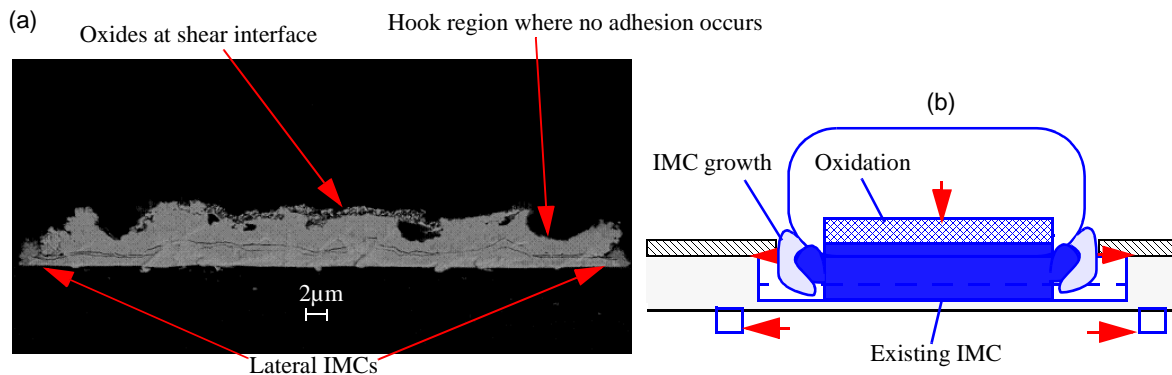 (a)
Oxides at shear interface
Hook region where no adhesion occurs
2µm
Lateral IMCs
(b)
IMC growth
Oxidation
Existing IMC